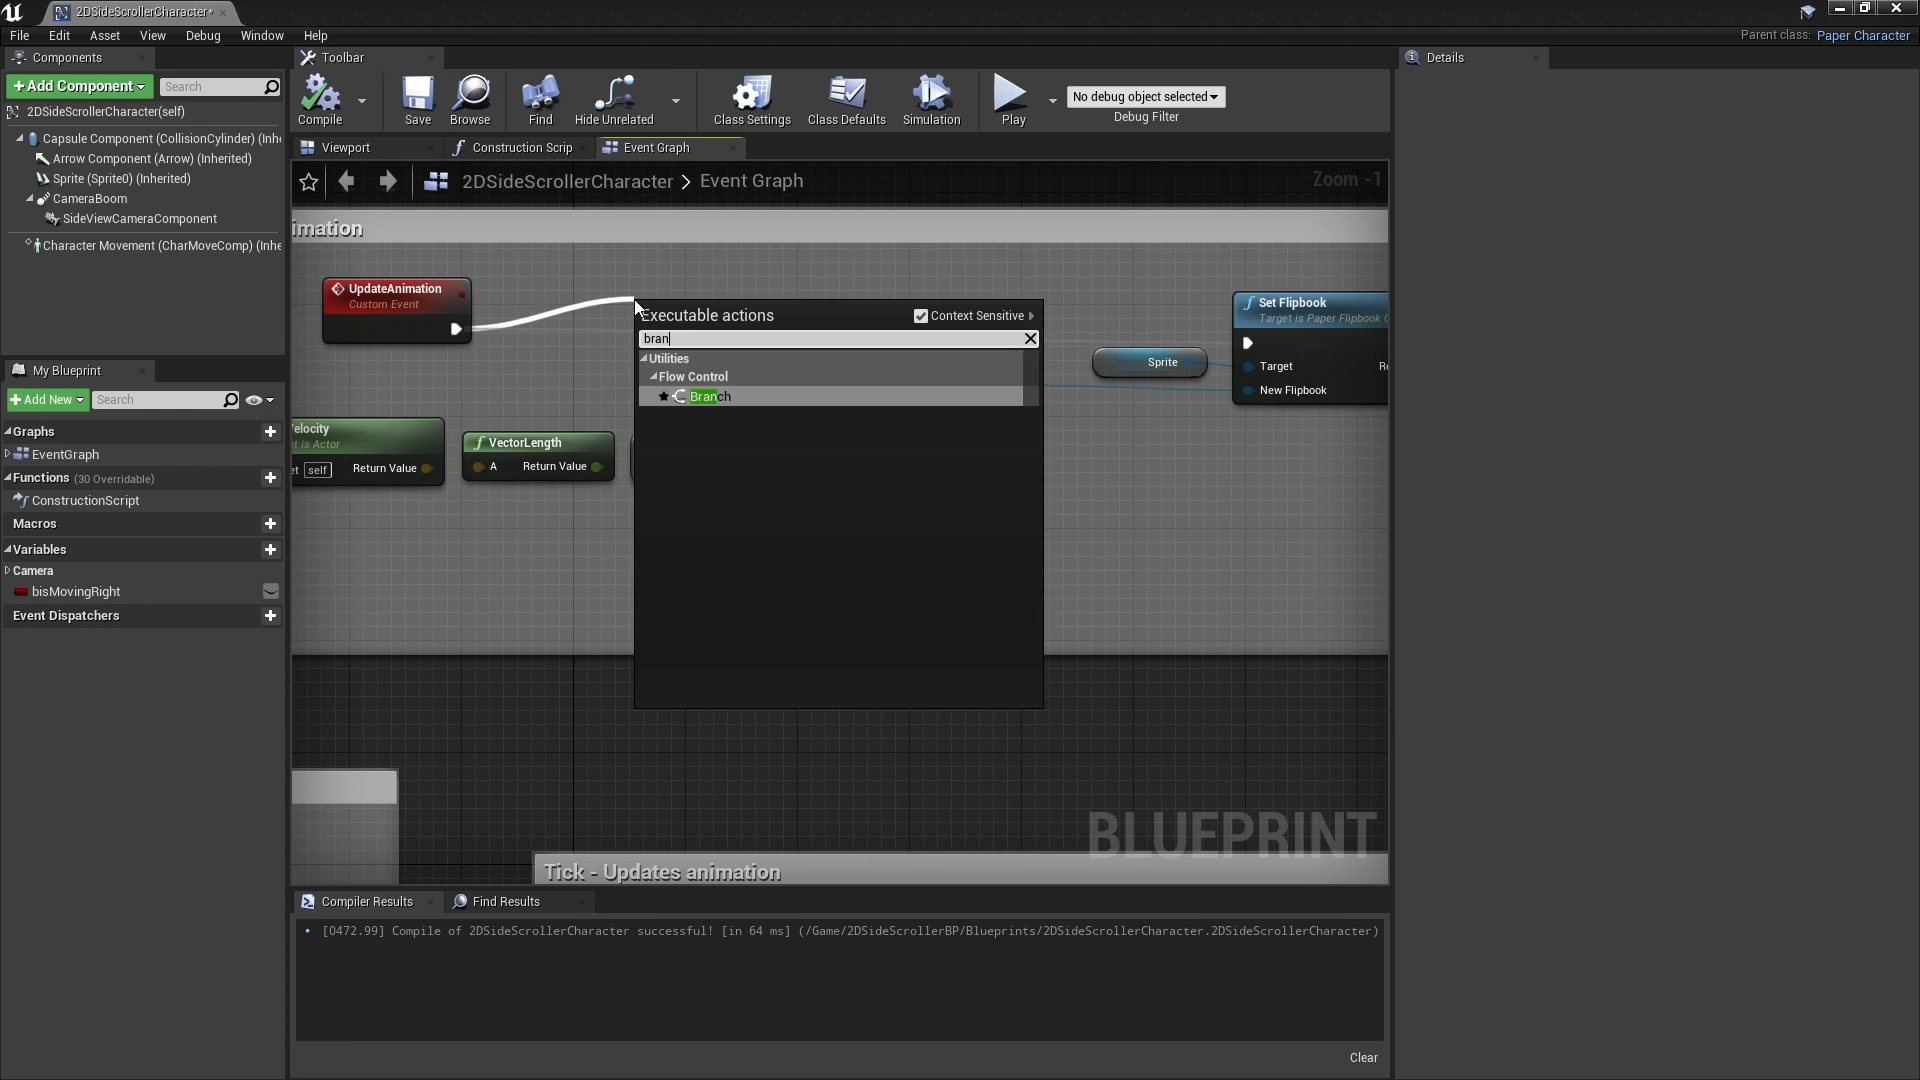 2DSideScrollerCharacter*
File Edit Asset View Debug Window Help
Parent class: Paper Character
Components
Toolbar
Details
+Add Component
Search
2DSideScrollerCharacter(self)
Capsule Component (CollisionCylinder) (Inhe
Arrow Component (Arrow) (Inherited)
Sprite (Sprite0) (Inherited)
CameraBoom
SideViewCameraComponent
Character Movement (CharMoveComp) (Inhe
Compile
Save
Browse
Find
Hide Unrelated
Class Settings
Class Defaults
Simulation
Play
No debug object selected
Debug Filter
Viewport
Construction Scrip
Event Graph
2DSideScrollerCharacter > Event Graph
Zoom -1
imation
UpdateAnimation
Custom Event
Executable actions
Context Sensitive
bran
Utilities
Flow Control
Branch
Set Flipbook
Target is Paper Flipbook C
Sprite
Target
Re
New Flipbook
elocity
et is Actor
et self
Return Value
VectorLength
A
Return Value
My Blueprint
+Add New
Search
Graphs
EventGraph
Functions (30 Overridable)
ConstructionScript
Macros
Variables
Camera
bisMovingRight
Event Dispatchers
BLUEPRINT
Tick - Updates animation
Compiler Results
Find Results
[0472.99] Compile of 2DSideScrollerCharacter successful! [in 64 ms] (/Game/2DSideScrollerBP/Blueprints/2DSideScrollerCharacter.2DSideScrollerCharacter)
Clear